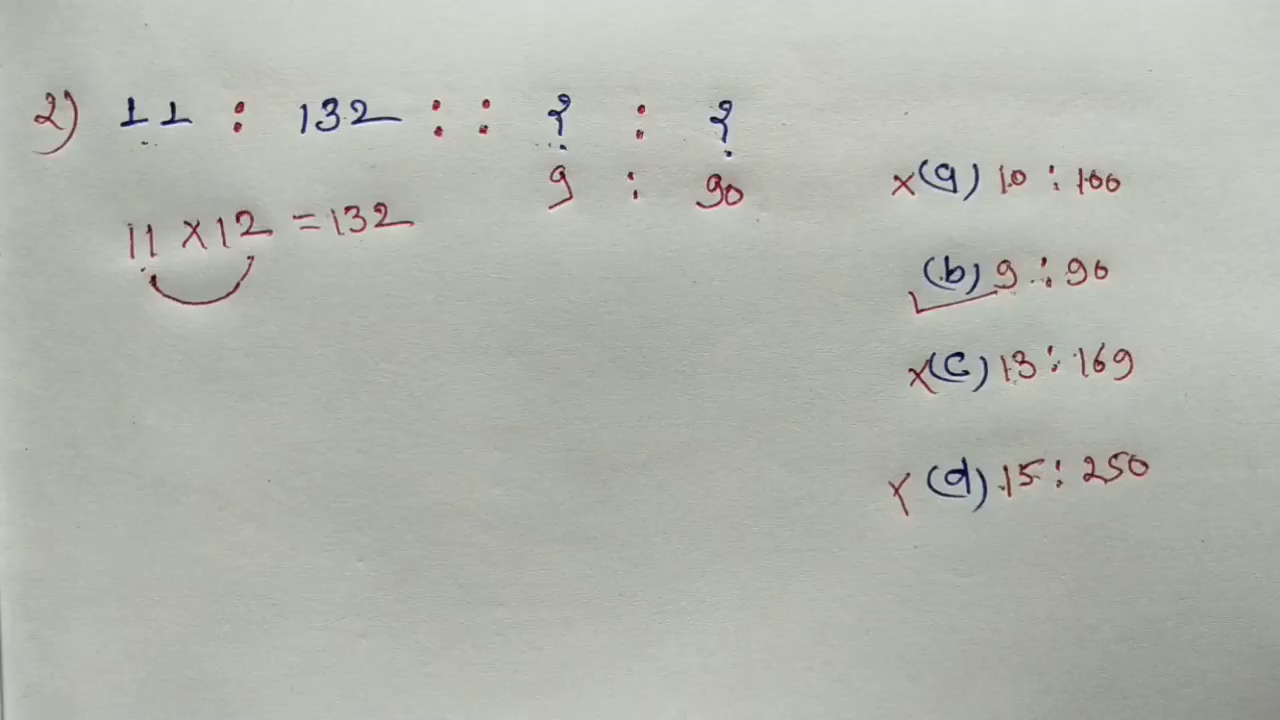 2) 11 : 132 :: ? : ?
9 : 90
11 × 12 = 132
×(a) 10 : 100
(b) 9 : 90
×(c) 13 : 169
×(d) 15 : 250